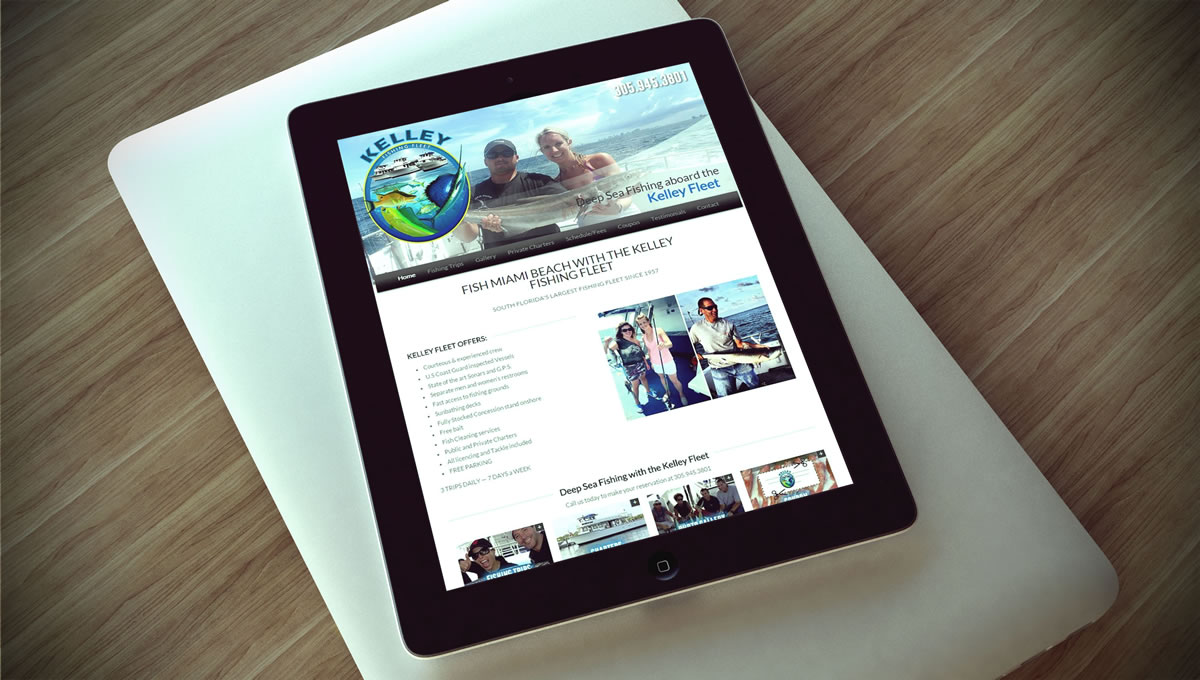 305.945.3801
KELLEY
FISHING FLEET
Deep Sea Fishing aboard the
Kelley Fleet
Home Fishing Trips Gallery Private Charters Schedule/Fees Coupon Testimonials Contact
FISH MIAMI BEACH WITH THE KELLEY
FISHING FLEET
SOUTH FLORIDA'S LARGEST FISHING FLEET SINCE 1957
KELLEY FLEET OFFERS:
Courteous & experienced crew
U.S Coast Guard inspected Vessels
State of the art Sonars and G.P.S.
Separate men and women's restrooms
Fast access to fishing grounds
Sunbathing decks
Fully Stocked Concession stand onshore
Free bait
Fish Cleaning services
Public and Private Charters
All licencing and Tackle included
FREE PARKING
3 TRIPS DAILY — 7 DAYS A WEEK
Deep Sea Fishing with the Kelley Fleet
Call us today to make your reservation at 305.945.3801
FISHING TRIPS
CHARTERS
PHOTO GALLERY